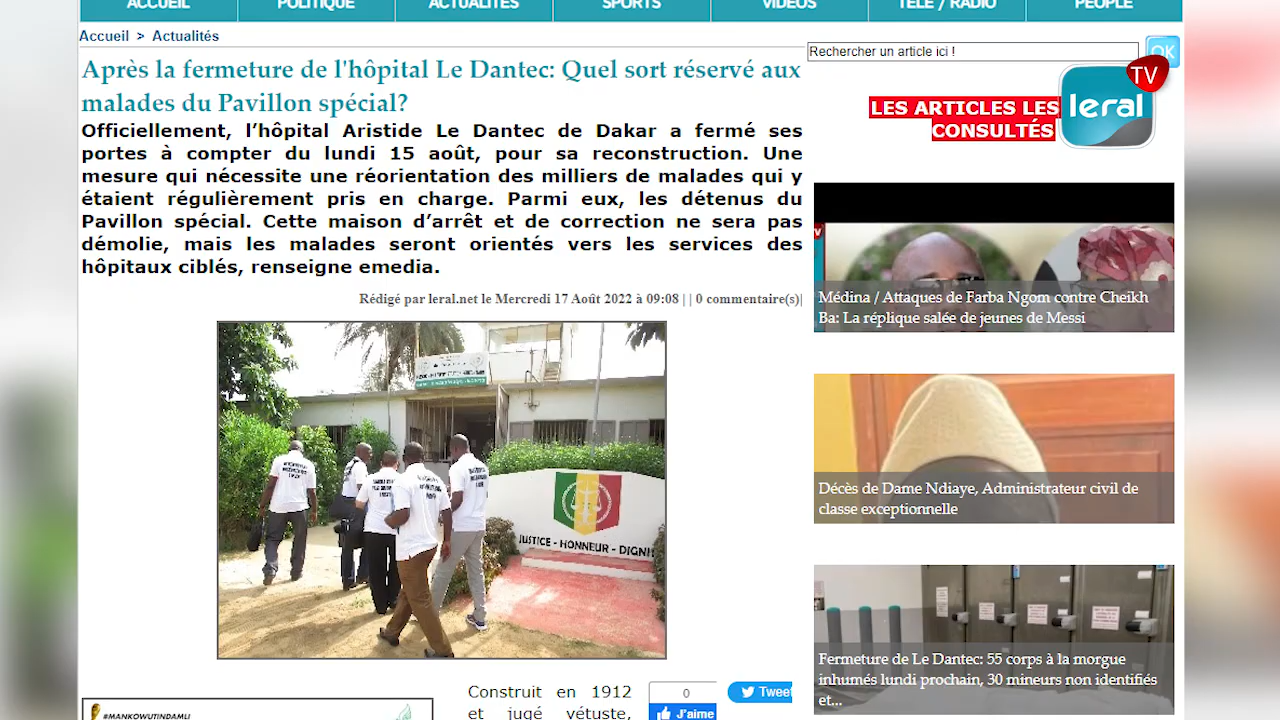 ACCUEIL
POLITIQUE
ACTUALITÉS
SPORTS
VIDÉOS
TÉLÉ / RADIO
PEOPLE
Accueil > Actualités
Rechercher un article ici !
OK
Après la fermeture de l'hôpital Le Dantec: Quel sort réservé aux
malades du Pavillon spécial?
Officiellement, l’hôpital Aristide Le Dantec de Dakar a fermé ses
portes à compter du lundi 15 août, pour sa reconstruction. Une
mesure qui nécessite une réorientation des milliers de malades qui y
étaient régulièrement pris en charge. Parmi eux, les détenus du
Pavillon spécial. Cette maison d’arrêt et de correction ne sera pas
démolie, mais les malades seront orientés vers les services des
hôpitaux ciblés, renseigne emedia.
Rédigé par leral.net le Mercredi 17 Août 2022 à 09:08 | | 0 commentaire(s)|
JUSTICE - HONNEUR - DIGNI
#MANKOWUTINDAMLI
Construit en 1912
et jugé vétuste,
0
J'aime
Tweet
LES ARTICLES LES
CONSULTÉS
leral
TV
Médina / Attaques de Farba Ngom contre Cheikh
Ba: La réplique salée de jeunes de Messi
Décès de Dame Ndiaye, Administrateur civil de
classe exceptionnelle
Fermeture de Le Dantec: 55 corps à la morgue
inhumés lundi prochain, 30 mineurs non identifiés
et...